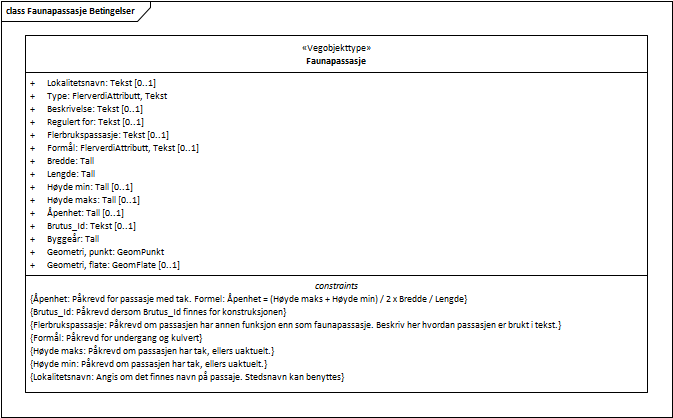 class Faunapassasje Betingelser
«Vegobjekttype»
Faunapassasje
+ Lokalitetsnavn: Tekst [0..1]
+ Type: FlerverdiAttributt, Tekst
+ Beskrivelse: Tekst [0..1]
+ Regulert for: Tekst [0..1]
+ Flerbrukspassasje: Tekst [0..1]
+ Formål: FlerverdiAttributt, Tekst [0..1]
+ Bredde: Tall
+ Lengde: Tall
+ Høyde min: Tall [0..1]
+ Høyde maks: Tall [0..1]
+ Åpenhet: Tall [0..1]
+ Brutus_Id: Tekst [0..1]
+ Byggeår: Tall
+ Geometri, punkt: GeomPunkt
+ Geometri, flate: GeomFlate [0..1]
constraints
{Åpenhet: Påkrevd for passasje med tak. Formel: Åpenhet = (Høyde maks + Høyde min) / 2 x Bredde / Lengde}
{Brutus_Id: Påkrevd dersom Brutus_Id finnes for konstruksjonen}
{Flerbrukspassasje: Påkrevd om passasjen har annen funksjon enn som faunapassasje. Beskriv her hvordan passasjen er brukt i tekst.}
{Formål: Påkrevd for undergang og kulvert}
{Høyde maks: Påkrevd om passasjen har tak, ellers uaktuelt.}
{Høyde min: Påkrevd om passasjen har tak, ellers uaktuelt.}
{Lokalitetsnavn: Angis om det finnes navn på passaje. Stedsnavn kan benyttes}